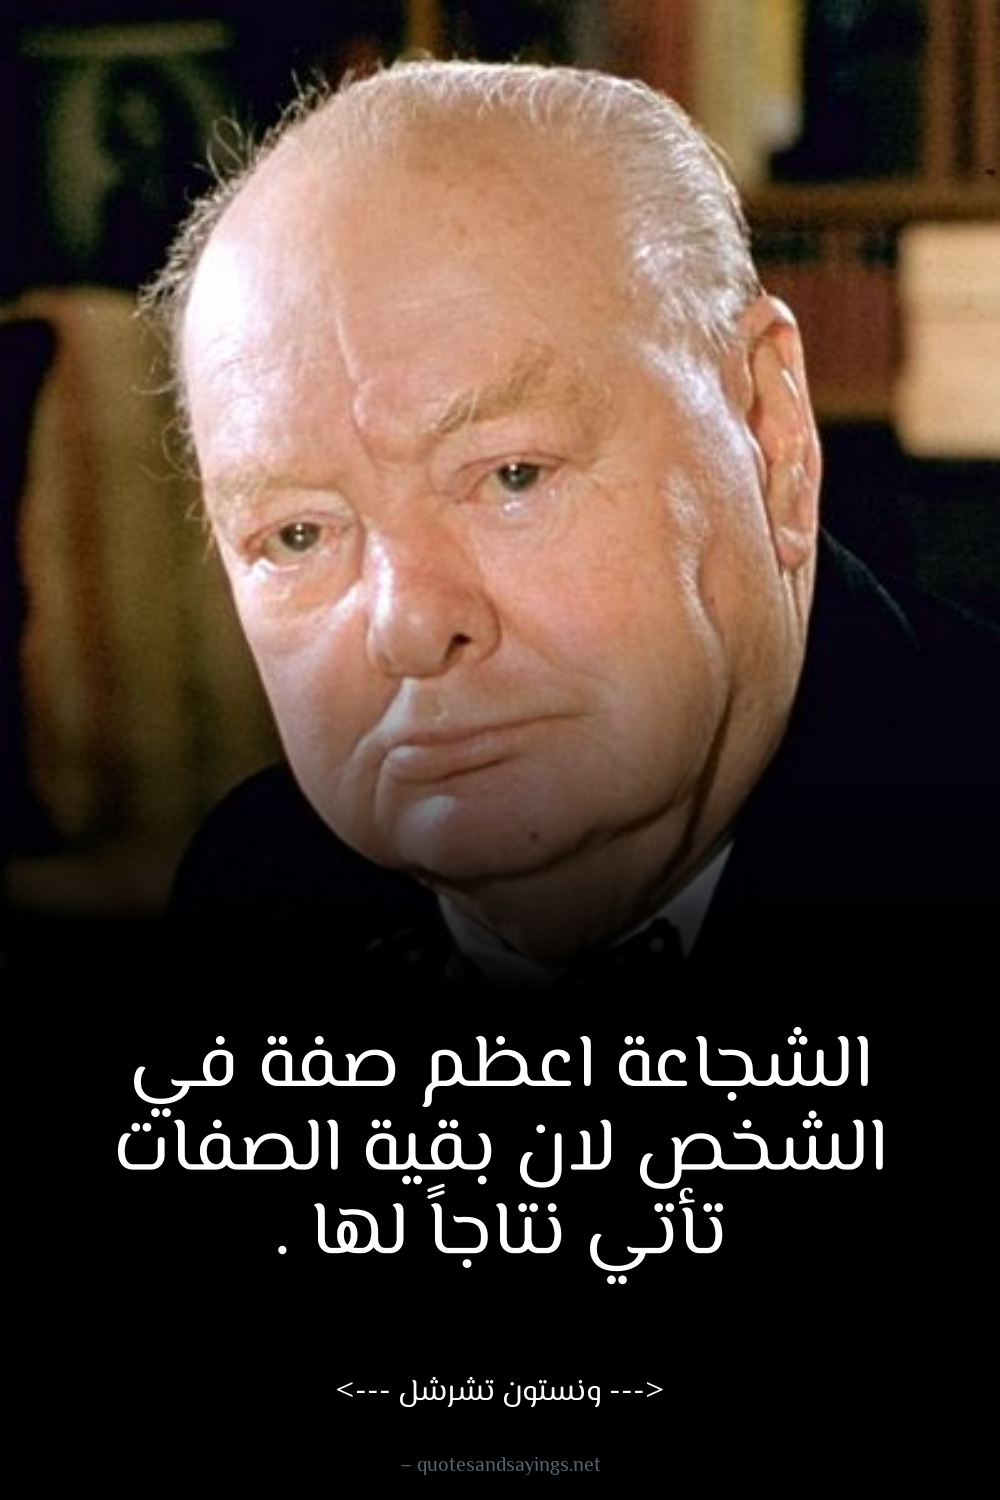 الشجاعة اعظم صفة في
الشخص لان بقية الصفات
تأتي نتاجاً لها .
<--- ونستون تشرشل --->
– quotesandsayings.net